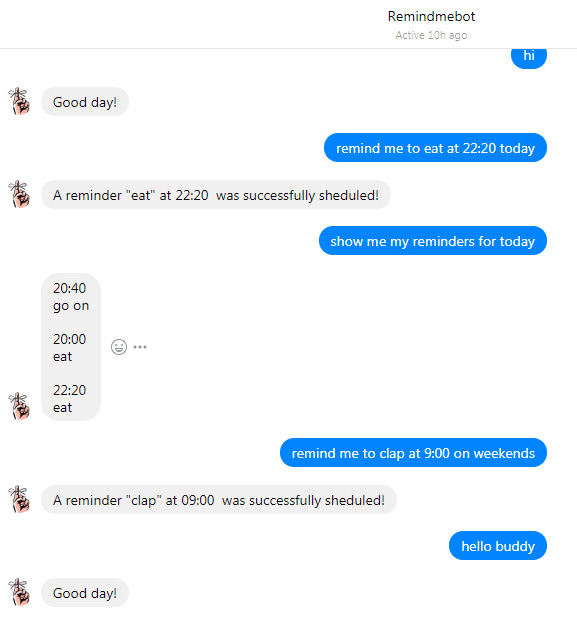 Remindmebot
Active 10h ago
hi
Good day!
remind me to eat at 22:20 today
A reminder "eat" at 22:20  was successfully sheduled!
show me my reminders for today
20:40
go on
20:00
eat
22:20
eat
remind me to clap at 9:00 on weekends
A reminder "clap" at 09:00  was successfully sheduled!
hello buddy
Good day!